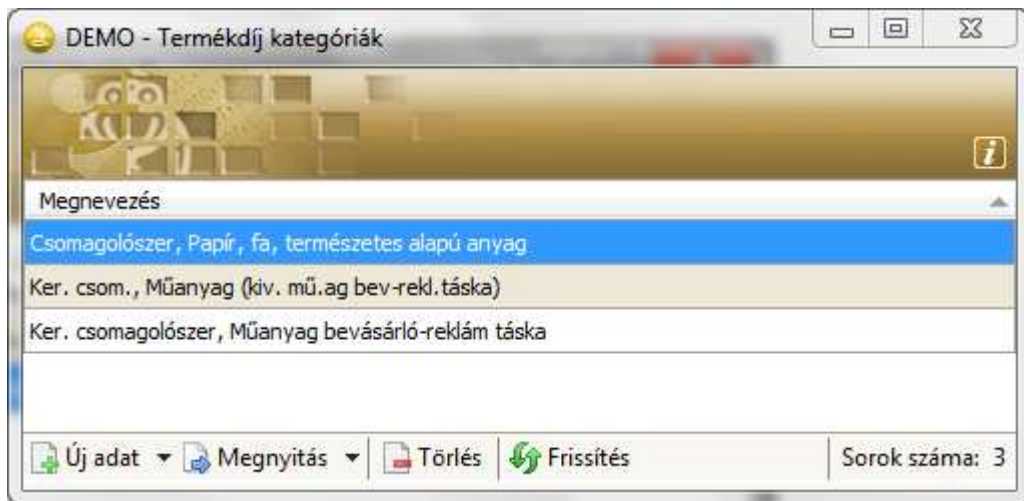 DEMO - Termékdíj kategóriák
i
Megnevezés
Csomagolószer, Papír, fa, természetes alapú anyag
Ker. csom., Műanyag (kiv. mű.ag bev-rekl.táska)
Ker. csomagolószer, Műanyag bevásárló-reklám táska
Új adat Megnyitás Törlés Frissítés Sorok száma: 3